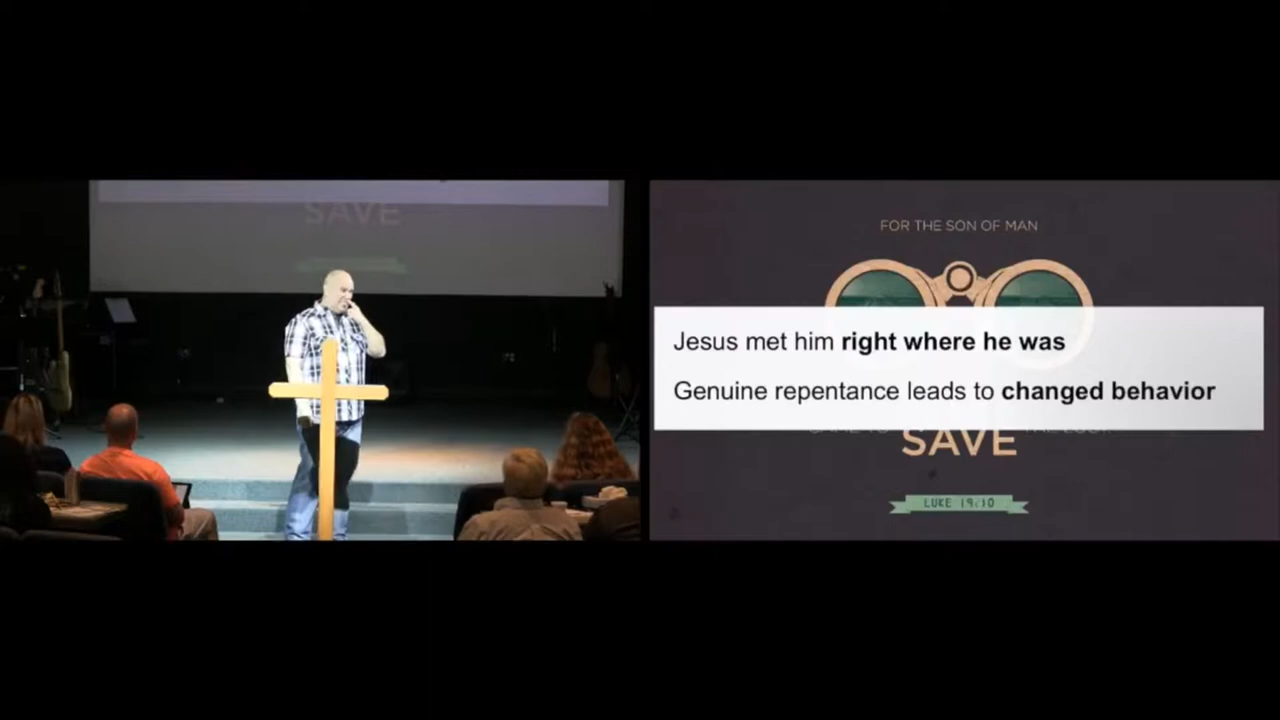 SAVE
FOR THE SON OF MAN
Jesus met him right where he was
Genuine repentance leads to changed behavior
SAVE
LUKE 19:10